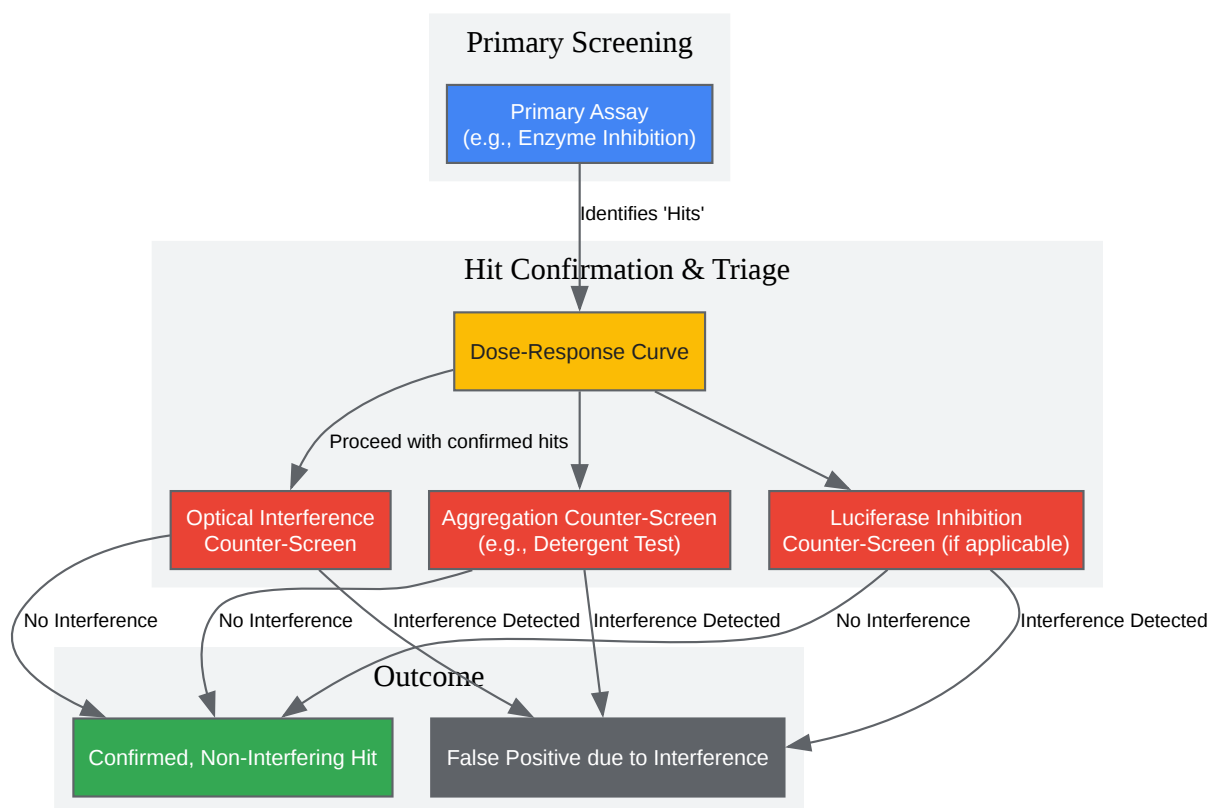 Primary Screening
Primary Assay
(e.g., Enzyme Inhibition)
Identifies 'Hits'
Hit Confirmation & Triage
Dose-Response Curve
Proceed with confirmed hits
Optical Interference
Counter-Screen
Aggregation Counter-Screen
(e.g., Detergent Test)
Luciferase Inhibition
Counter-Screen (if applicable)
No Interference
No Interference
Interference Detected
Interference Detected
No Interference
Interference Detected
Outcome
Confirmed, Non-Interfering Hit
False Positive due to Interference